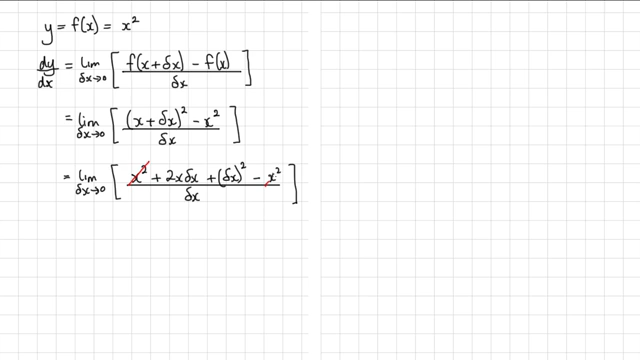 y = f(x) = x²
dy/dx = lim δx→0 [ f(x + δx) − f(x) / δx ]
= lim δx→0 [ (x + δx)² − x² / δx ]
= lim δx→0 [ x² + 2xδx + (δx)² − x² / δx ]